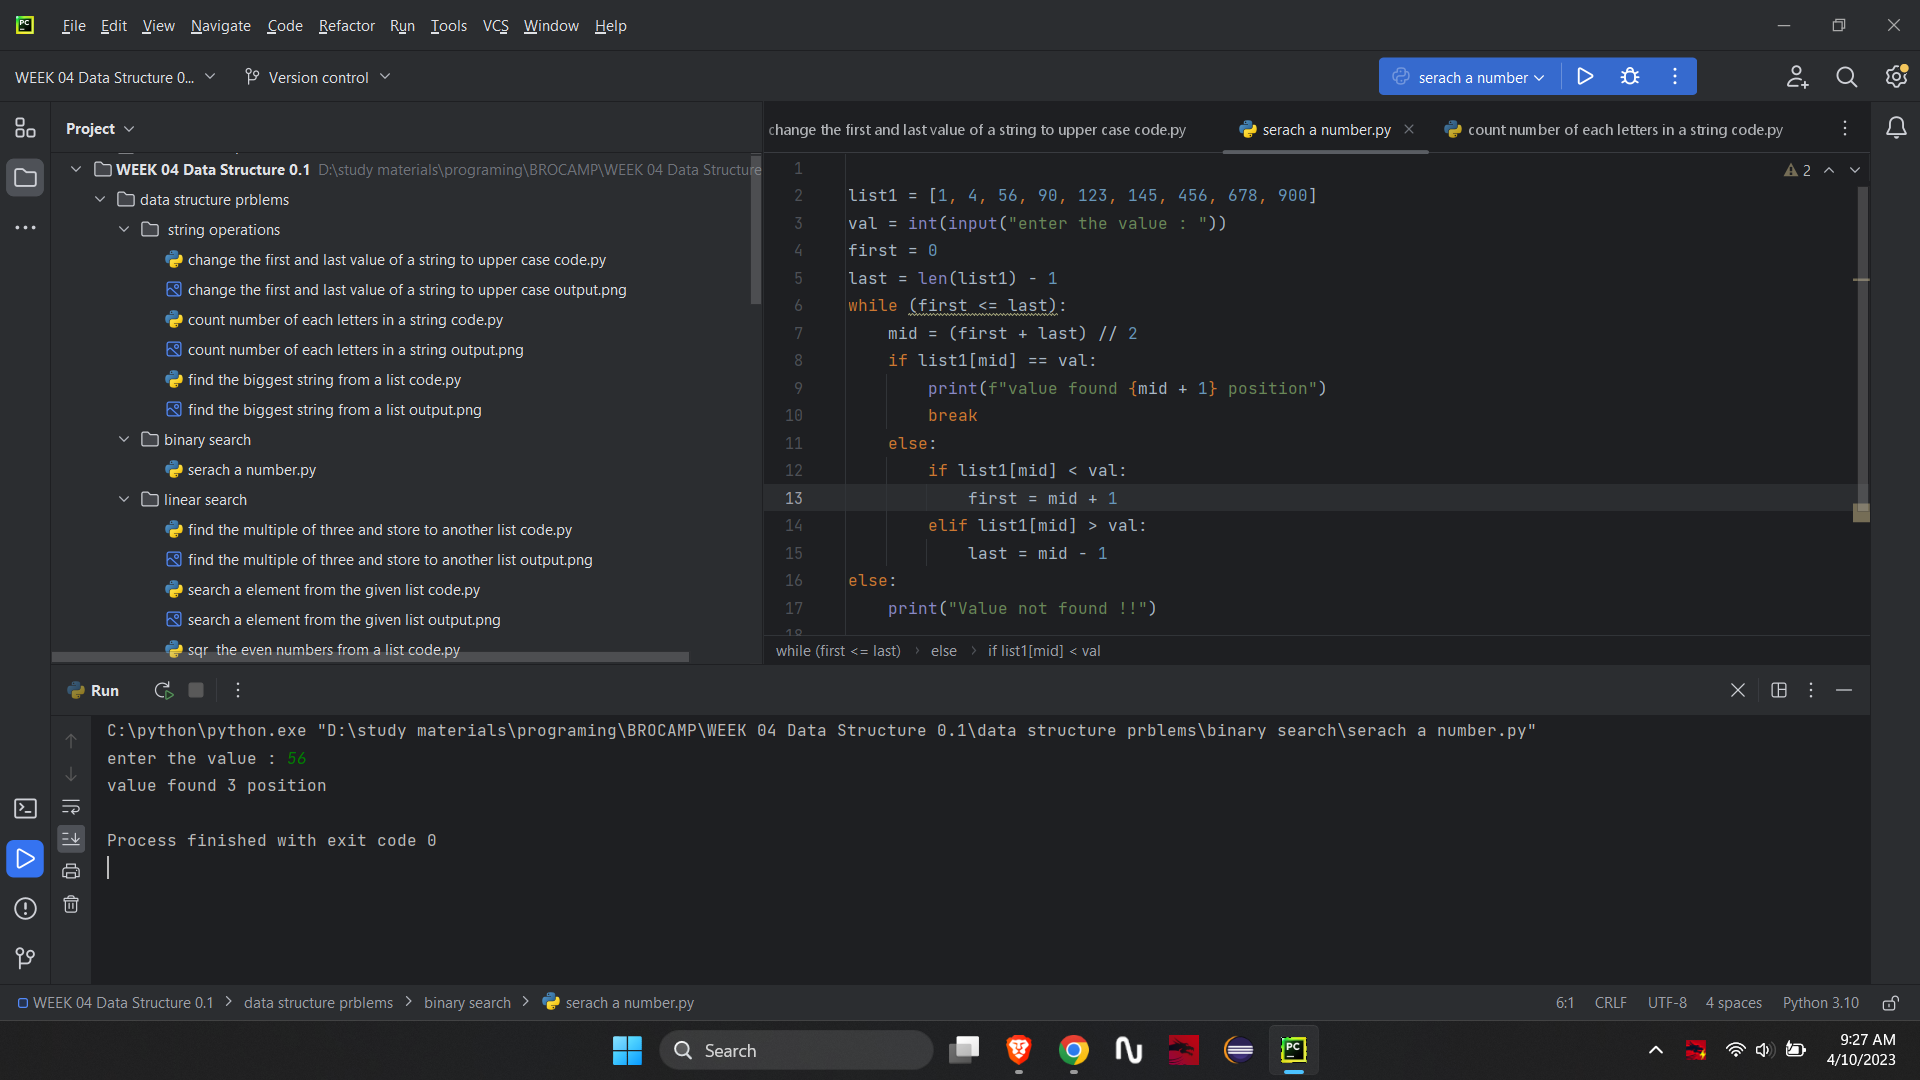 PC
File Edit View Navigate Code Refactor Run Tools VCS Window Help
WEEK 04 Data Structure 0... Version control serach a number
Project
WEEK 04 Data Structure 0.1 D:\study materials\programing\BROCAMP\WEEK 04 Data Structure
data structure prblems
string operations
change the first and last value of a string to upper case code.py
change the first and last value of a string to upper case output.png
count number of each letters in a string code.py
count number of each letters in a string output.png
find the biggest string from a list code.py
find the biggest string from a list output.png
binary search
serach a number.py
linear search
find the multiple of three and store to another list code.py
find the multiple of three and store to another list output.png
search a element from the given list code.py
search a element from the given list output.png
sqr the even numbers from a list code.py
change the first and last value of a string to upper case code.py serach a number.py count number of each letters in a string code.py
2
1
2 list1 = [1, 4, 56, 90, 123, 145, 456, 678, 900]
3 val = int(input("enter the value : "))
4 first = 0
5 last = len(list1) - 1
6 while (first <= last):
7 mid = (first + last) // 2
8 if list1[mid] == val:
9 print(f"value found {mid + 1} position")
10 break
11 else:
12 if list1[mid] < val:
13 first = mid + 1
14 elif list1[mid] > val:
15 last = mid - 1
16 else:
17 print("Value not found !!")
18
while (first <= last) else if list1[mid] < val
Run
C:\python\python.exe "D:\study materials\programing\BROCAMP\WEEK 04 Data Structure 0.1\data structure prblems\binary search\serach a number.py"
enter the value : 56
value found 3 position
Process finished with exit code 0
WEEK 04 Data Structure 0.1 data structure prblems binary search serach a number.py 6:1 CRLF UTF-8 4 spaces Python 3.10
Search PC 9:27 AM
4/10/2023